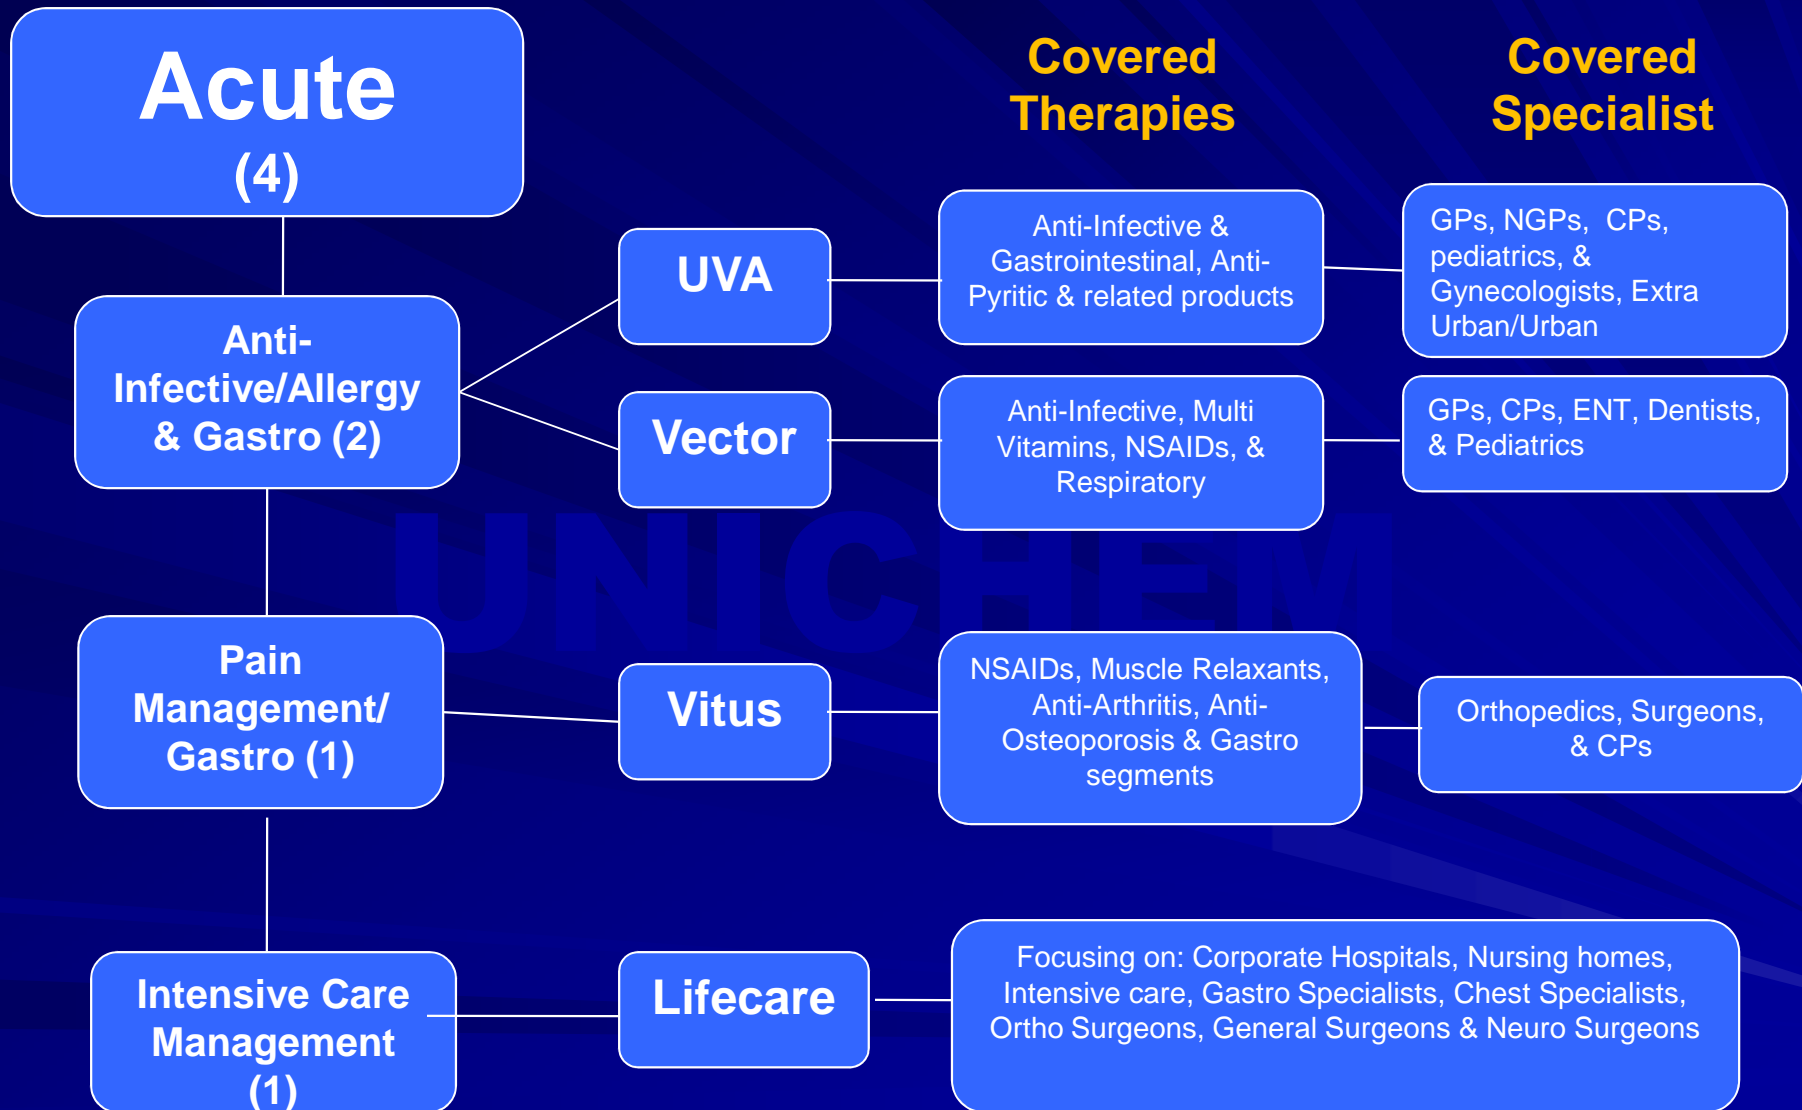 Acute
(4)
Covered
Therapies
Covered
Specialist
Anti-
Infective/Allergy
& Gastro (2)
UVA
Anti-Infective &
Gastrointestinal, Anti-
Pyritic & related products
GPs, NGPs, CPs,
pediatrics, &
Gynecologists, Extra
Urban/Urban
Vector
Anti-Infective, Multi
Vitamins, NSAIDs, &
Respiratory
GPs, CPs, ENT, Dentists,
& Pediatrics
UNICHEM
Pain
Management/
Gastro (1)
Vitus
NSAIDs, Muscle Relaxants,
Anti-Arthritis, Anti-
Osteoporosis & Gastro
segments
Orthopedics, Surgeons,
& CPs
Intensive Care
Management
(1)
Lifecare
Focusing on: Corporate Hospitals, Nursing homes,
Intensive care, Gastro Specialists, Chest Specialists,
Ortho Surgeons, General Surgeons & Neuro Surgeons